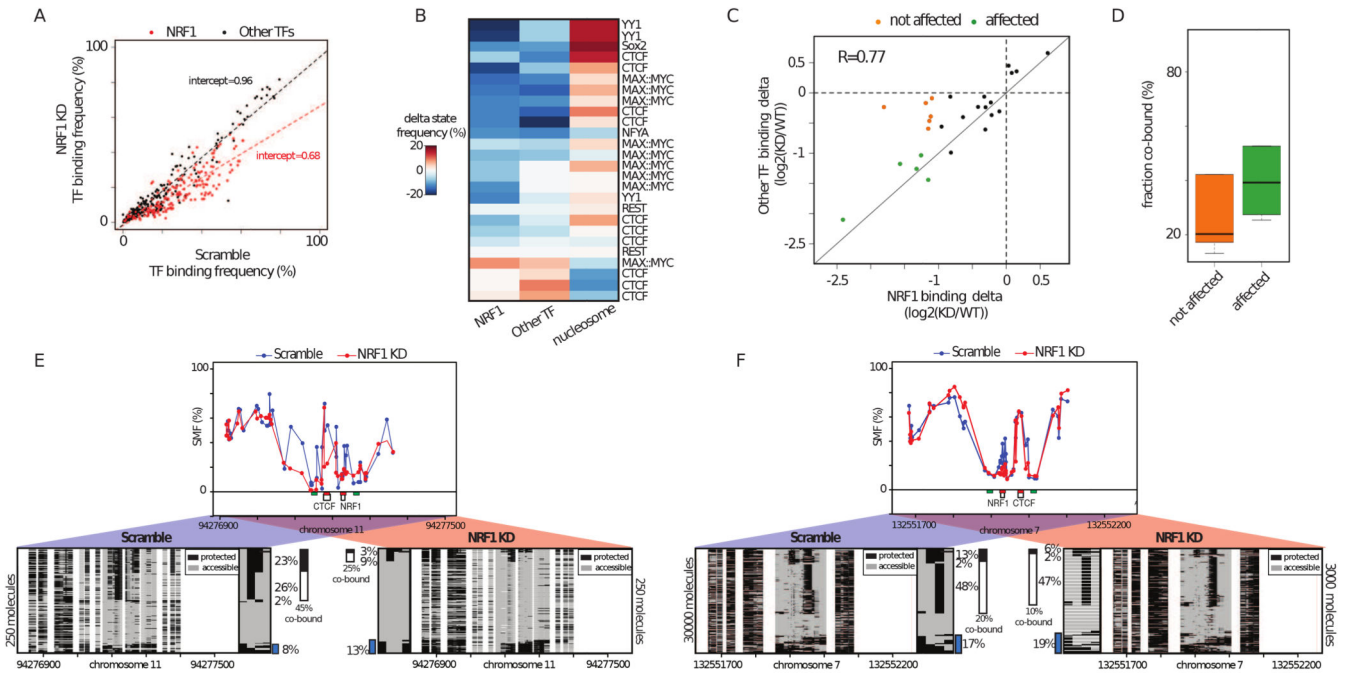 A
NRF1
Other TFs
NRF1 KD
TF binding frequency (%)
100
0
intercept=0.96
intercept=0.68
0
100
Scramble
TF binding frequency (%)
B
delta state
frequency (%)
20
10
0
-10
-20
YY1
YY1
Sox2
CTCF
CTCF
MAX::MYC
MAX::MYC
MAX::MYC
CTCF
CTCF
NFYA
MAX::MYC
MAX::MYC
MAX::MYC
MAX::MYC
MAX::MYC
YY1
REST
CTCF
CTCF
CTCF
REST
MAX::MYC
CTCF
CTCF
CTCF
NRF1
Other TF
nucleosome
C
not affected
affected
R=0.77
Other TF binding delta
(log2(KD/WT))
0.5
0
-1
-2.5
-2.5
-1
0
0.5
NRF1 binding delta
(log2(KD/WT))
D
fraction co-bound (%)
80
20
not affected
affected
E
Scramble
NRF1 KD
100
SMF (%)
0
CTCF
NRF1
94276900
chromosome 11
94277500
Scramble
NRF1 KD
250 molecules
protected
accessible
23%
26%
2%
45%
co-bound
8%
3%
9%
25%
co-bound
13%
protected
accessible
250 molecules
94276900
chromosome 11
94277500
94276900
chromosome 11
94277500
F
Scramble
NRF1 KD
100
SMF (%)
0
NRF1
CTCF
132551700
chromosome 7
132552200
Scramble
NRF1 KD
30000 molecules
protected
accessible
13%
2%
48%
20%
co-bound
17%
6%
2%
47%
10%
co-bound
19%
protected
accessible
3000 molecules
132551700
chromosome 7
132552200
132551700
chromosome 7
132552200